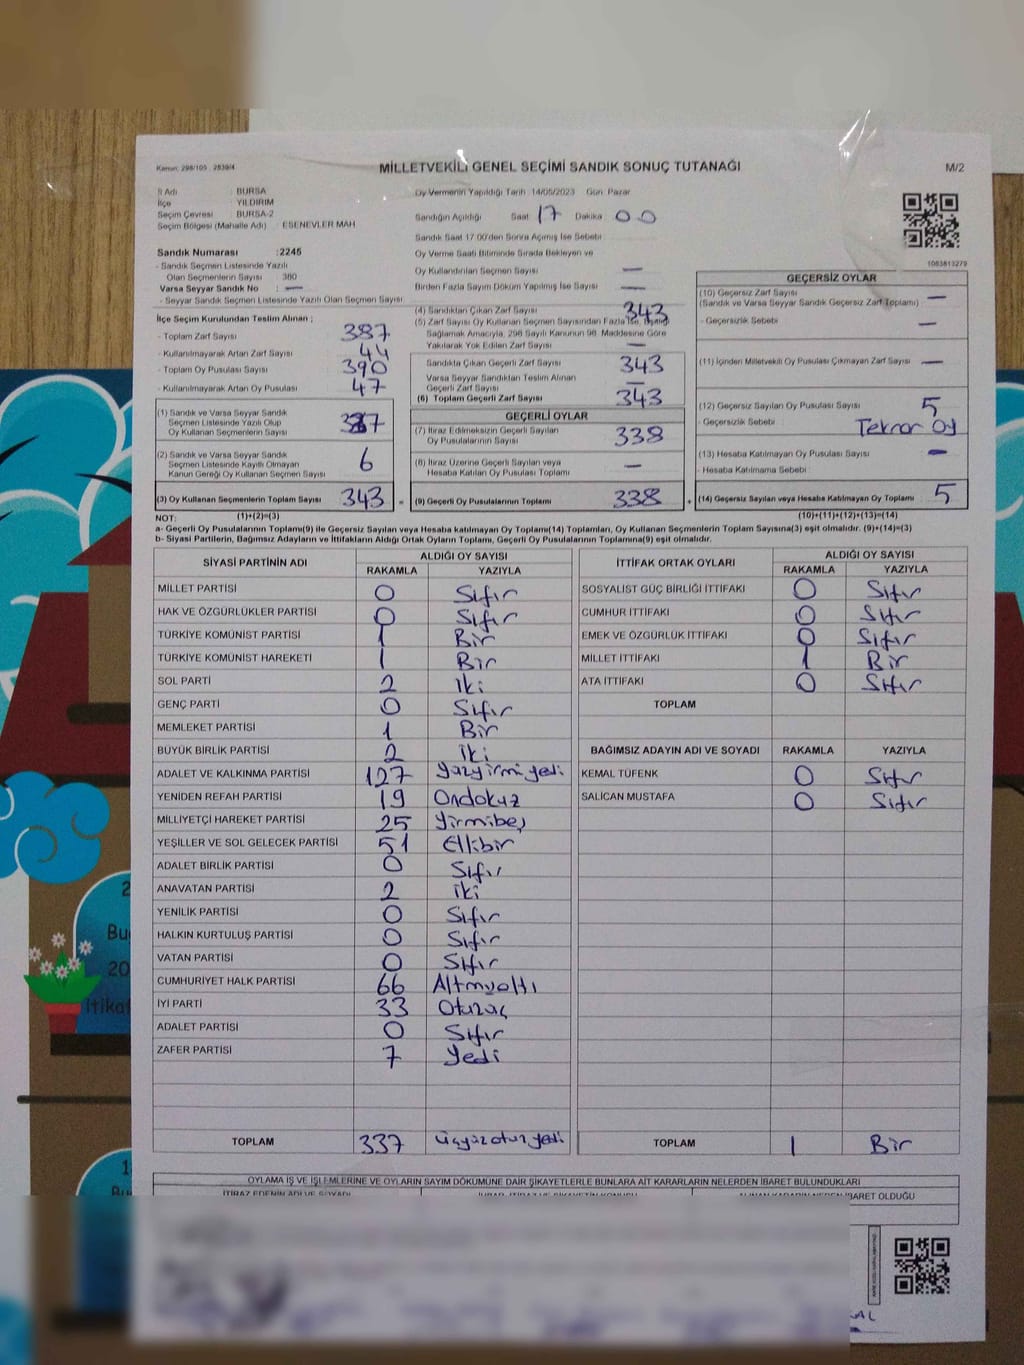 Kanun: 298/105 - 2839/4
MİLLETVEKİLİ GENEL SEÇİMİ SANDIK SONUÇ TUTANAĞI
M/2
İl Adı : BURSA
İlçe YILDIRIM
Seçim Çevresi : BURSA-2
Seçim Bölgesi (Mahalle Adı) : ESENEVLER MAH
Sandık Numarası : 2245
- Sandık Seçmen Listesinde Yazılı
Olan Seçmenlerin Sayısı : 380
Varsa Seyyar Sandık No : —
- Seyyar Sandık Seçmen Listesinde Yazılı Olan Seçmen Sayısı
İlçe Seçim Kurulundan Teslim Alınan ;
- Toplam Zarf Sayısı 387
- Kullanılmayarak Artan Zarf Sayısı 44
- Toplam Oy Pusulası Sayısı 390
- Kullanılmayarak Artan Oy Pusulası 47
(1) Sandık ve Varsa Seyyar Sandık
Seçmen Listesinde Yazılı Olup
Oy Kullanan Seçmenlerin Sayısı
(2) Sandık ve Varsa Seyyar Sandık
Seçmen Listesinde Kayıtlı Olmayan
Kanun Gereği Oy Kullanan Seçmen Sayısı 6
(3) Oy Kullanan Seçmenlerin Toplam Sayısı 343
(1)+(2)=(3)
Oy Vermenin Yapıldığı Tarih 14/05/2023 Gün: Pazar
Sandığın Açıldığı Saat 17 Dakika 00
Sandık Saat 17:00'den Sonra Açılmış İse Sebebi
Oy Verme Saati Bitiminde Sırada Bekleyen ve
Oy Kullandırılan Seçmen Sayısı —
Birden Fazla Sayım Döküm Yapılmış İse Sayısı —
(4) Sandıktan Çıkan Zarf Sayısı 343
(5) Zarf Sayısı Oy Kullanan Seçmen Sayısından Fazla İse, Eşitliği
Sağlamak Amacıyla, 298 Sayılı Kanunun 98. Maddesine Göre
Yakılarak Yok Edilen Zarf Sayısı —
Sandıkta Çıkan Geçerli Zarf Sayısı 343
Varsa Seyyar Sandıktan Teslim Alınan
Geçerli Zarf Sayısı —
(6) Toplam Geçerli Zarf Sayısı 343
GEÇERLİ OYLAR
(7) İtiraz Edilmeksizin Geçerli Sayılan
Oy Pusulalarının Sayısı 338
(8) İtiraz Üzerine Geçerli Sayılan veya
Hesaba Katılan Oy Pusulası Toplamı —
= (9) Geçerli Oy Pusulalarının Toplamı 338
1083813279
GEÇERSİZ OYLAR
(10) Geçersiz Zarf Sayısı
(Sandık ve Varsa Seyyar Sandık Geçersiz Zarf Toplamı) —
- Geçersizlik Sebebi —
(11) İçinden Milletvekili Oy Pusulası Çıkmayan Zarf Sayısı —
(12) Geçersiz Sayılan Oy Pusulası Sayısı 5
- Geçersizlik Sebebi Teknar Oy
(13) Hesaba Katılmayan Oy Pusulası Sayısı —
- Hesaba Katılmama Sebebi
+ (14) Geçersiz Sayılan veya Hesaba Katılmayan Oy Toplamı 5
(10)+(11)+(12)+(13)=(14)
NOT:
a- Geçerli Oy Pusulalarının Toplamı(9) ile Geçersiz Sayılan veya Hesaba katılmayan Oy Toplamı(14) Toplamları, Oy Kullanan Seçmenlerin Toplam Sayısına(3) eşit olmalıdır. (9)+(14)=(3)
b- Siyasi Partilerin, Bağımsız Adayların ve İttifakların Aldığı Ortak Oyların Toplamı, Geçerli Oy Pusulalarının Toplamına(9) eşit olmalıdır.
SİYASİ PARTİNİN ADI ALDIĞI OY SAYISI
RAKAMLA YAZIYLA
MİLLET PARTİSİ 0 Sıfır
HAK VE ÖZGÜRLÜKLER PARTİSİ 0 Sıfır
TÜRKİYE KOMÜNİST PARTİSİ 1 Bir
TÜRKİYE KOMÜNİST HAREKETİ 1 Bir
SOL PARTİ 2 İki
GENÇ PARTİ 0 Sıfır
MEMLEKET PARTİSİ 1 Bir
BÜYÜK BİRLİK PARTİSİ 2 İki
ADALET VE KALKINMA PARTİSİ 127 Yüzyirmi yedi
YENİDEN REFAH PARTİSİ 19 Ondokuz
MİLLİYETÇİ HAREKET PARTİSİ 25 Yirmibeş
YEŞİLLER VE SOL GELECEK PARTİSİ 51 Ellibir
ADALET BİRLİK PARTİSİ 0 Sıfır
ANAVATAN PARTİSİ 2 İki
YENİLİK PARTİSİ 0 Sıfır
HALKIN KURTULUŞ PARTİSİ 0 Sıfır
VATAN PARTİSİ 0 Sıfır
CUMHURİYET HALK PARTİSİ 66 Altmışaltı
İYİ PARTİ 33 Otuzüç
ADALET PARTİSİ 0 Sıfır
ZAFER PARTİSİ 7 Yedi
TOPLAM 337 Üçyüzotuzyedi
İTTİFAK ORTAK OYLARI ALDIĞI OY SAYISI
RAKAMLA YAZIYLA
SOSYALİST GÜÇ BİRLİĞİ İTTİFAKI 0 Sıfır
CUMHUR İTTİFAKI 0 Sıfır
EMEK VE ÖZGÜRLÜK İTTİFAKI 0 Sıfır
MİLLET İTTİFAKI 1 Bir
ATA İTTİFAKI 0 Sıfır
TOPLAM
BAĞIMSIZ ADAYIN ADI VE SOYADI RAKAMLA YAZIYLA
KEMAL TÜFENK 0 Sıfır
SALİCAN MUSTAFA 0 Sıfır
TOPLAM 1 Bir
OYLAMA İŞ VE İŞLEMLERİNE VE OYLARIN SAYIM DÖKÜMÜNE DAİR ŞİKAYETLERLE BUNLARA AİT KARARLARIN NELERDEN İBARET BULUNDUKLARI
İTİRAZ EDENİN ADI VE SOYADI
İBARET OLDUĞU